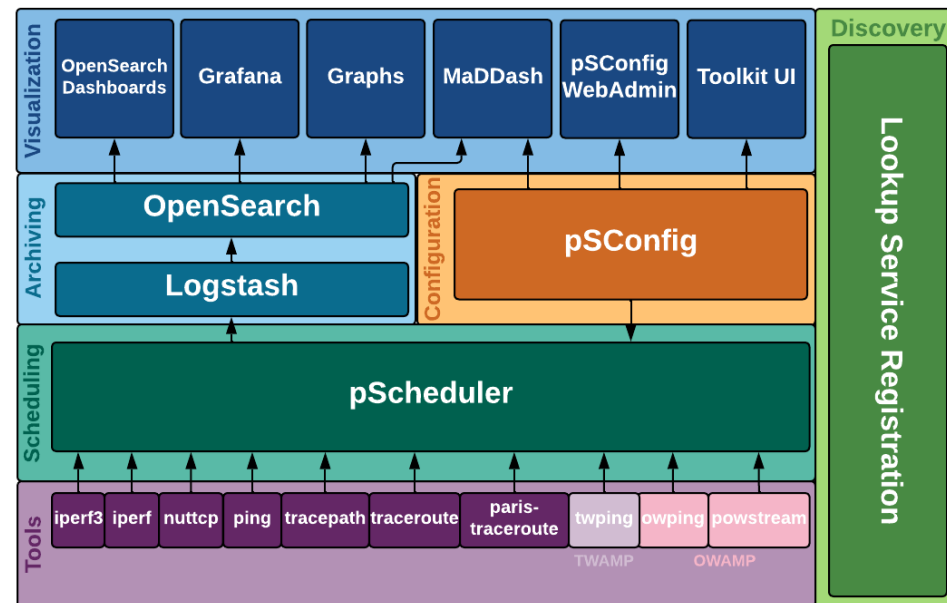 Visualization
OpenSearch
Dashboards
Grafana
Graphs
MaDDash
pSConfig
WebAdmin
Toolkit UI
Discovery
Lookup Service Registration
Archiving
OpenSearch
Logstash
Configuration
pSConfig
Scheduling
pScheduler
Tools
iperf3
iperf
nuttcp
ping
tracepath
traceroute
paris-
traceroute
twping
owping
powstream
TWAMP
OWAMP